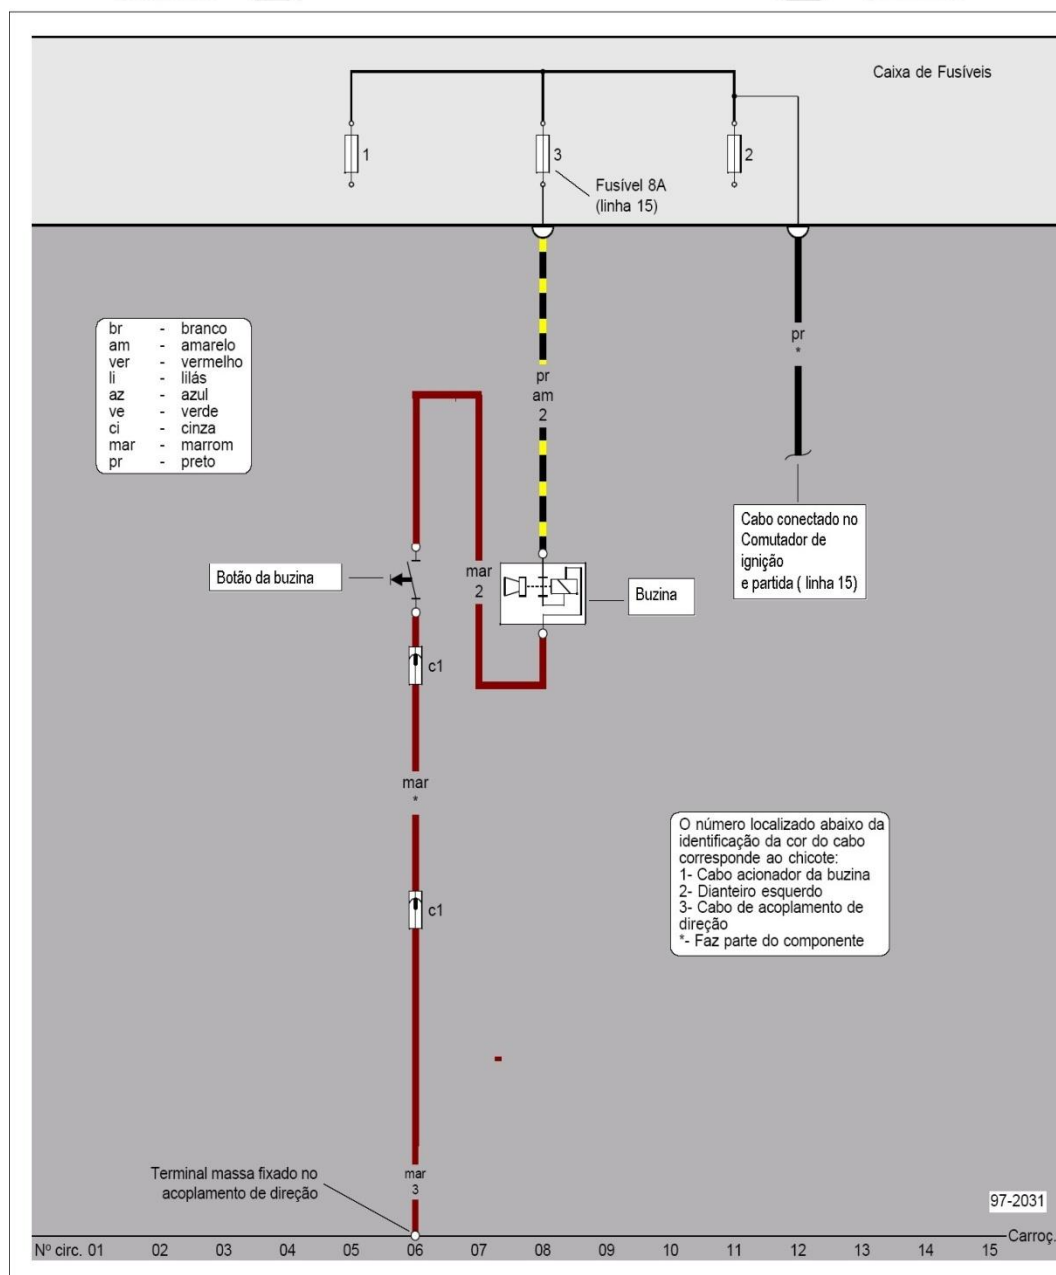 Caixa de Fusíveis
1
3
2
Fusível 8A
(linha 15)
br - branco
am - amarelo
ver - vermelho
li - lilás
az - azul
ve - verde
ci - cinza
mar - marrom
pr - preto
pr
*
pr
am
2
Cabo conectado no
Comutador de
ignição
e partida ( linha 15)
Botão da buzina
mar
2
Buzina
c1
mar
*
O número localizado abaixo da
identificação da cor do cabo
corresponde ao chicote:
1- Cabo acionador da buzina
2- Dianteiro esquerdo
3- Cabo de acoplamento de
direção
*- Faz parte do componente
c1
Terminal massa fixado no
acoplamento de direção
mar
3
97-2031
Nº circ. 01 02 03 04 05 06 07 08 09 10 11 12 13 14 15 Carroç.